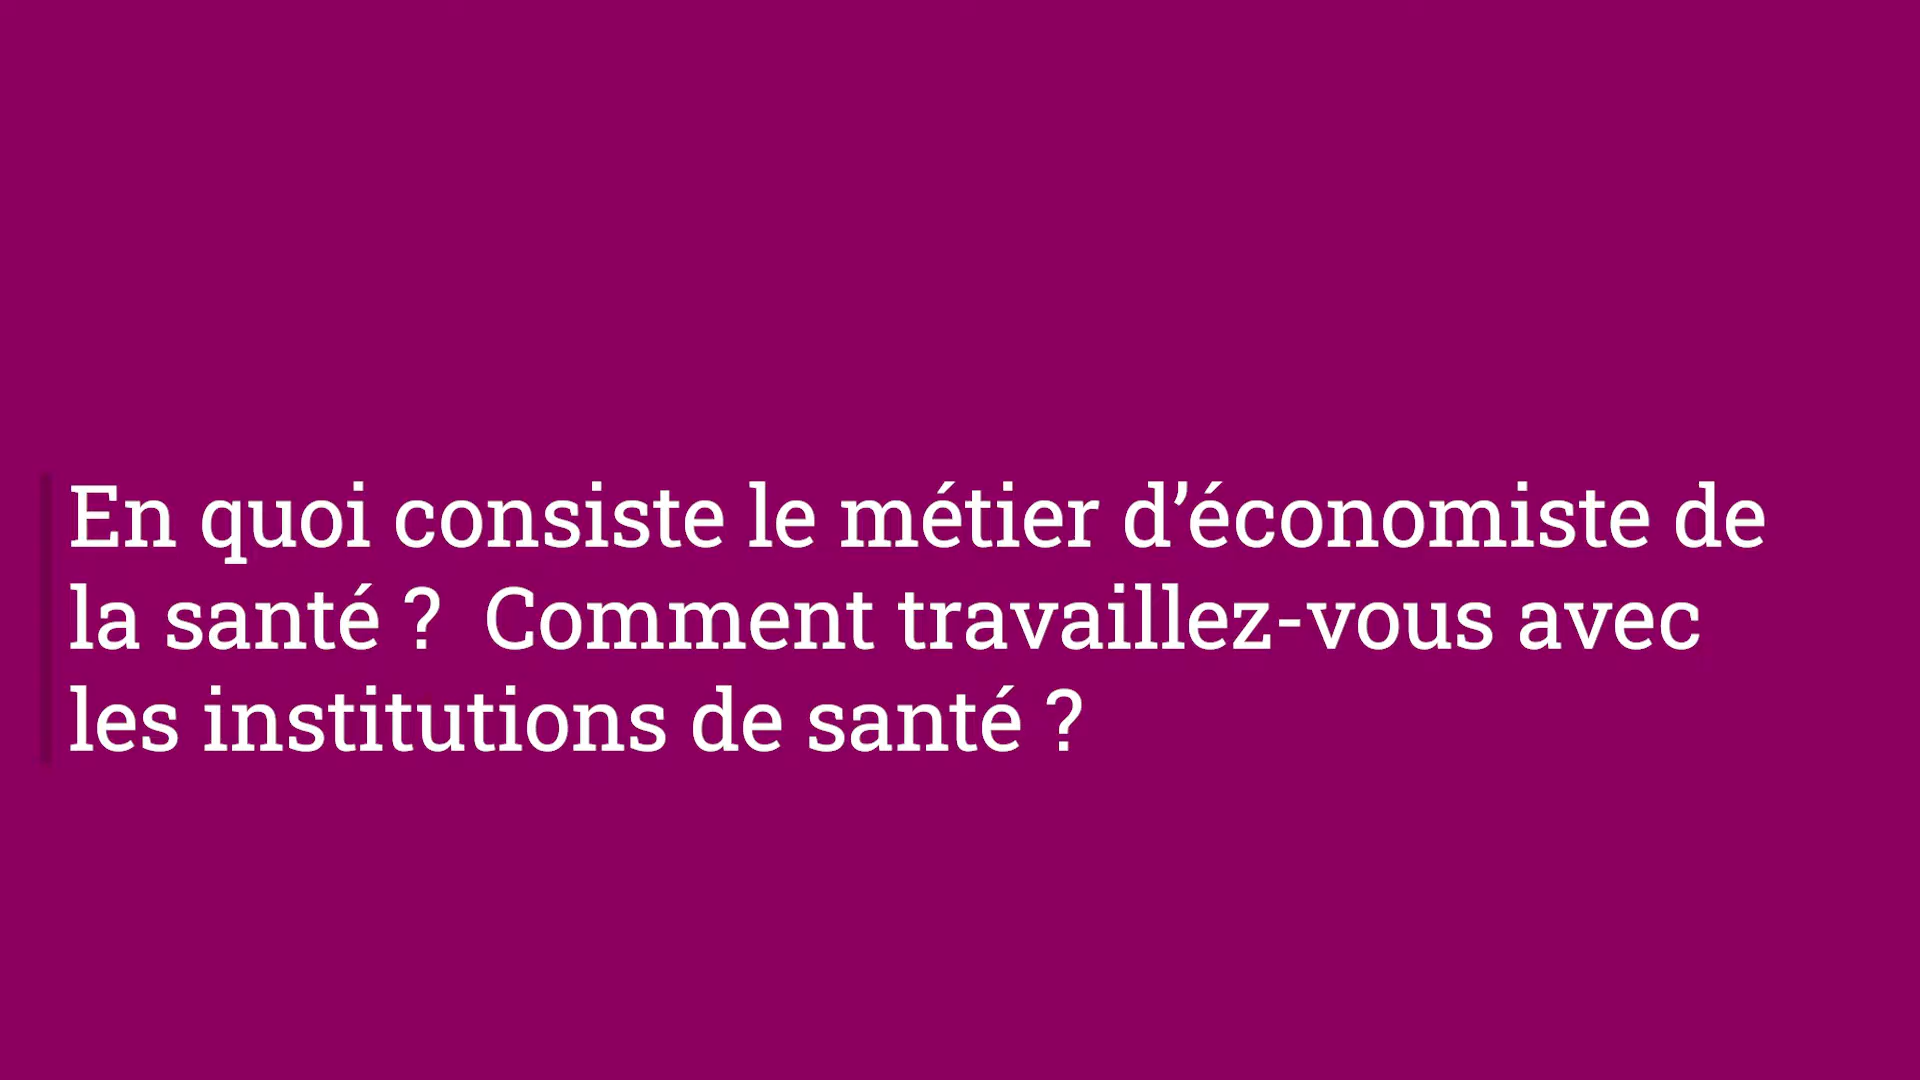 En quoi consiste le métier d’économiste de
la santé ?  Comment travaillez-vous avec
les institutions de santé ?